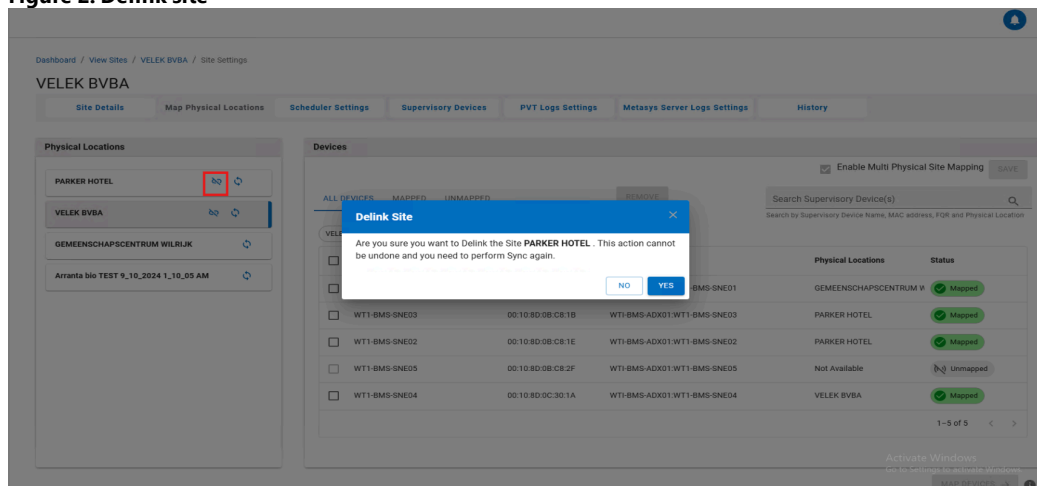 Figure 2: Delink site
Dashboard / View Sites / VELEK BVBA / Site Settings
VELEK BVBA
Site Details Map Physical Locations Scheduler Settings Supervisory Devices PVT Logs Settings Metasys Server Logs Settings History
Physical Locations
PARKER HOTEL
VELEK BVBA
GEMEENSCHAPSCENTRUM WILRIJK
Arranta bio TEST 9_10_2024 1_10_05 AM
Devices
Enable Multi Physical Site Mapping SAVE
ALL DEVICES MAPPED UNMAPPED REMOVE
Search Supervisory Device(s)
Search by Supervisory Device Name, MAC address, FQR and Physical Location
VELE
Delink Site
Are you sure you want to Delink the Site PARKER HOTEL . This action cannot
be undone and you need to perform Sync again.
NO YES
Physical Locations Status
-BMS-SNE01 GEMEENSCHAPSCENTRUM W Mapped
WT1-BMS-SNE03 00:10:8D:0B:C8:1B WTI-BMS-ADX01:WT1-BMS-SNE03 PARKER HOTEL Mapped
WT1-BMS-SNE02 00:10:8D:0B:C8:1E WTI-BMS-ADX01:WT1-BMS-SNE02 PARKER HOTEL Mapped
WT1-BMS-SNE05 00:10:8D:0B:C8:2F WTI-BMS-ADX01:WT1-BMS-SNE05 Not Available Unmapped
WT1-BMS-SNE04 00:10:8D:0C:30:1A WTI-BMS-ADX01:WT1-BMS-SNE04 VELEK BVBA Mapped
1–5 of 5
Activate Windows
Go to Settings to activate Windows.
MAP DEVICES